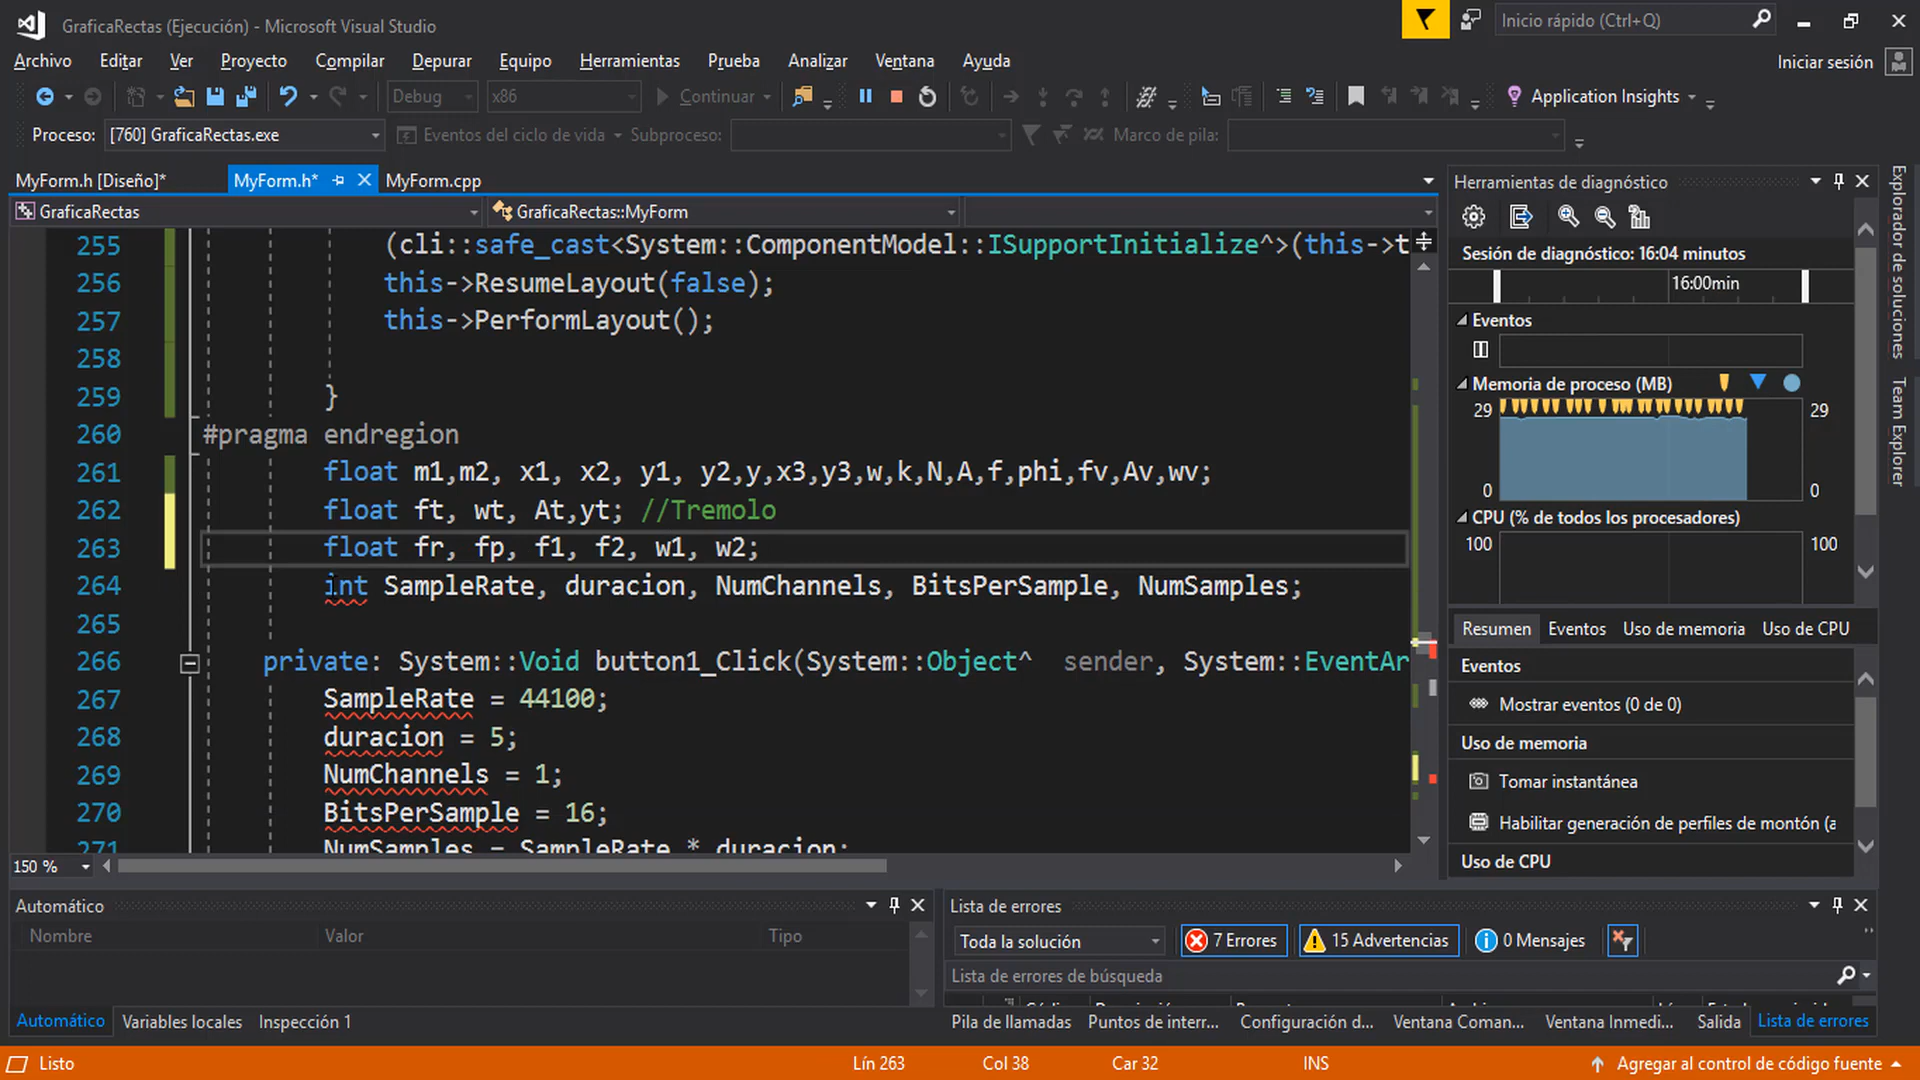 GraficaRectas (Ejecución) - Microsoft Visual Studio
Inicio rápido (Ctrl+Q)
Archivo Editar Ver Proyecto Compilar Depurar Equipo Herramientas Prueba Analizar Ventana Ayuda
Iniciar sesión
Debug x86 Continuar Application Insights
Proceso: [760] GraficaRectas.exe Eventos del ciclo de vida Subproceso: Marco de pila:
MyForm.h [Diseño]* MyForm.h* MyForm.cpp
GraficaRectas GraficaRectas::MyForm
255 (cli::safe_cast<System::ComponentModel::ISupportInitialize^>(this->t
256 this->ResumeLayout(false);
257 this->PerformLayout();
258
259 }
260 #pragma endregion
261 float m1,m2, x1, x2, y1, y2,y,x3,y3,w,k,N,A,f,phi,fv,Av,wv;
262 float ft, wt, At,yt; //Tremolo
263 float fr, fp, f1, f2, w1, w2;
264 int SampleRate, duracion, NumChannels, BitsPerSample, NumSamples;
265
266 private: System::Void button1_Click(System::Object^ sender, System::EventAr
267 SampleRate = 44100;
268 duracion = 5;
269 NumChannels = 1;
270 BitsPerSample = 16;
271 NumSamples = SampleRate * duracion;
150 %
Herramientas de diagnóstico
Sesión de diagnóstico: 16:04 minutos
16:00min
Eventos
Memoria de proceso (MB)
29 29
0 0
CPU (% de todos los procesadores)
100 100
Resumen Eventos Uso de memoria Uso de CPU
Eventos
Mostrar eventos (0 de 0)
Uso de memoria
Tomar instantánea
Habilitar generación de perfiles de montón (a
Uso de CPU
Explorador de soluciones
Team Explorer
Automático
Nombre Valor Tipo
Automático Variables locales Inspección 1
Lista de errores
Toda la solución 7 Errores 15 Advertencias 0 Mensajes
Lista de errores de búsqueda
Pila de llamadas Puntos de interr... Configuración d... Ventana Coman... Ventana Inmedi... Salida Lista de errores
Listo Lín 263 Col 38 Car 32 INS Agregar al control de código fuente